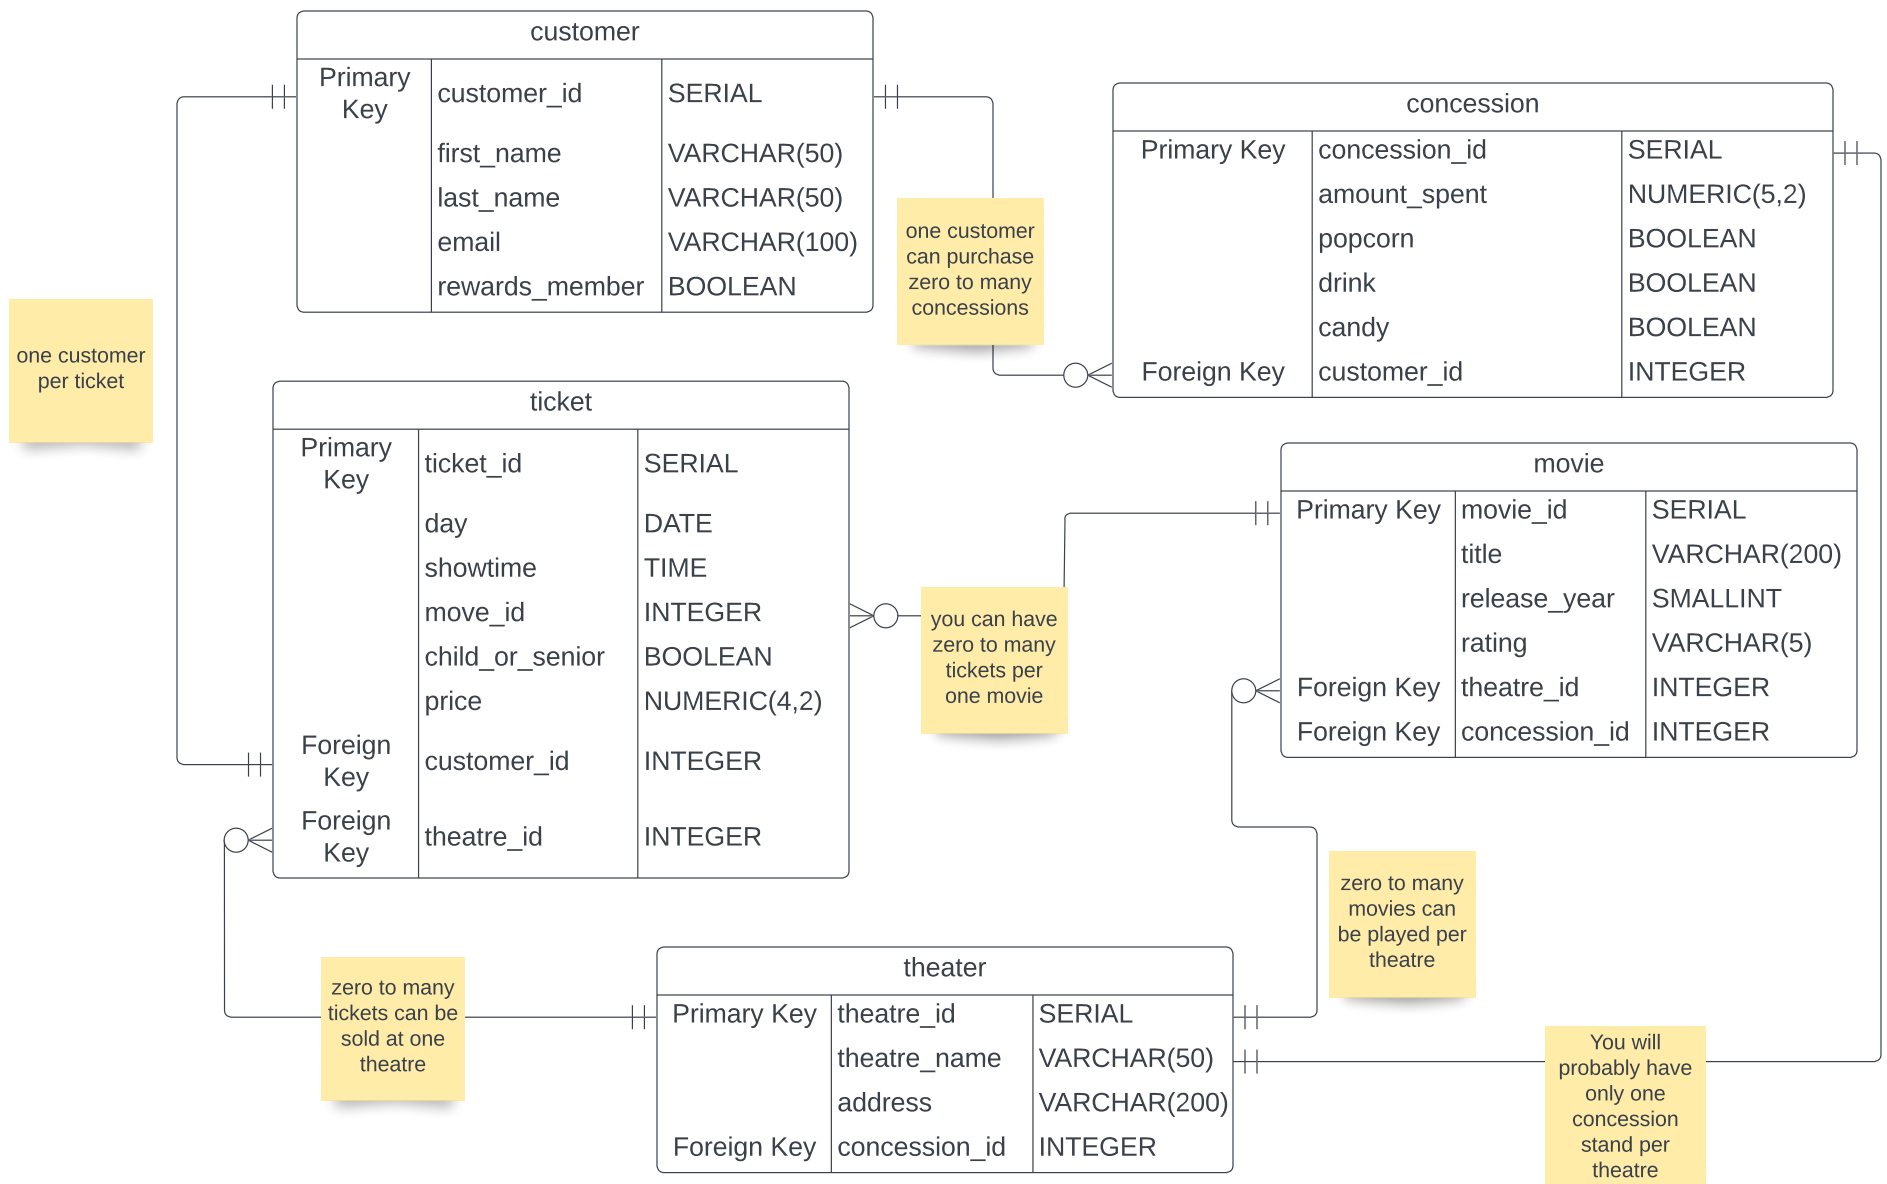 customer
Primary
Key
customer_id
SERIAL
first_name
VARCHAR(50)
last_name
VARCHAR(50)
email
VARCHAR(100)
rewards_member
BOOLEAN
concession
Primary Key
concession_id
SERIAL
amount_spent
NUMERIC(5,2)
popcorn
BOOLEAN
drink
BOOLEAN
candy
BOOLEAN
Foreign Key
customer_id
INTEGER
one customer
can purchase
zero to many
concessions
one customer
per ticket
ticket
Primary
Key
ticket_id
SERIAL
day
DATE
showtime
TIME
move_id
INTEGER
child_or_senior
BOOLEAN
price
NUMERIC(4,2)
Foreign
Key
customer_id
INTEGER
Foreign
Key
theatre_id
INTEGER
movie
Primary Key
movie_id
SERIAL
title
VARCHAR(200)
release_year
SMALLINT
rating
VARCHAR(5)
Foreign Key
theatre_id
INTEGER
Foreign Key
concession_id
INTEGER
you can have
zero to many
tickets per
one movie
zero to many
movies can
be played per
theatre
zero to many
tickets can be
sold at one
theatre
theater
Primary Key
theatre_id
SERIAL
theatre_name
VARCHAR(50)
address
VARCHAR(200)
Foreign Key
concession_id
INTEGER
You will
probably have
only one
concession
stand per
theatre